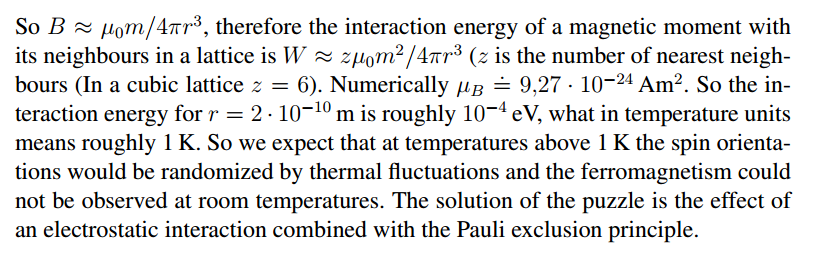 So B ≈ μ₀m/4πr³, therefore the interaction energy of a magnetic moment with
its neighbours in a lattice is W ≈ zμ₀m²/4πr³ (z is the number of nearest neigh-
bours (In a cubic lattice z = 6). Numerically μ_B ≐ 9,27 · 10⁻²⁴ Am². So the in-
teraction energy for r = 2 · 10⁻¹⁰ m is roughly 10⁻⁴ eV, what in temperature units
means roughly 1 K. So we expect that at temperatures above 1 K the spin orienta-
tions would be randomized by thermal fluctuations and the ferromagnetism could
not be observed at room temperatures. The solution of the puzzle is the effect of
an electrostatic interaction combined with the Pauli exclusion principle.